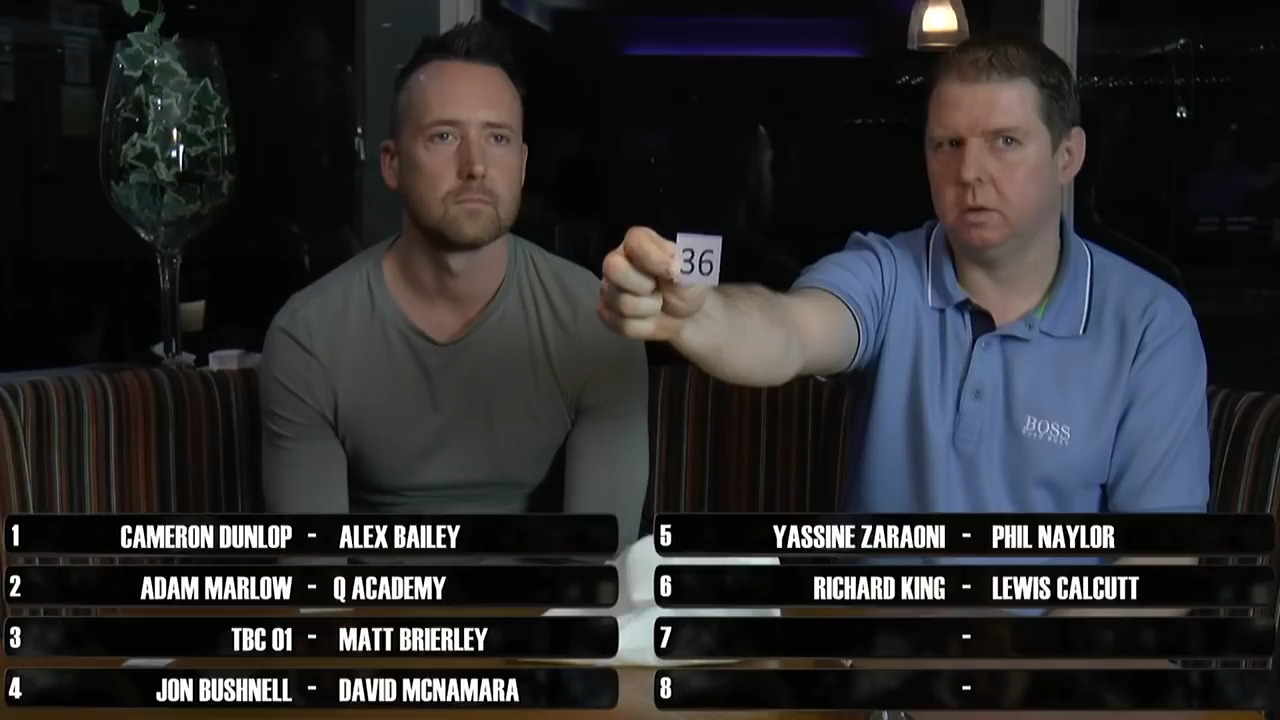 36
BOSS
1 CAMERON DUNLOP - ALEX BAILEY
2 ADAM MARLOW - Q ACADEMY
3 TBC 01 - MATT BRIERLEY
4 JON BUSHNELL - DAVID MCNAMARA
5 YASSINE ZARAONI - PHIL NAYLOR
6 RICHARD KING - LEWIS CALCUTT
7 -
8 -